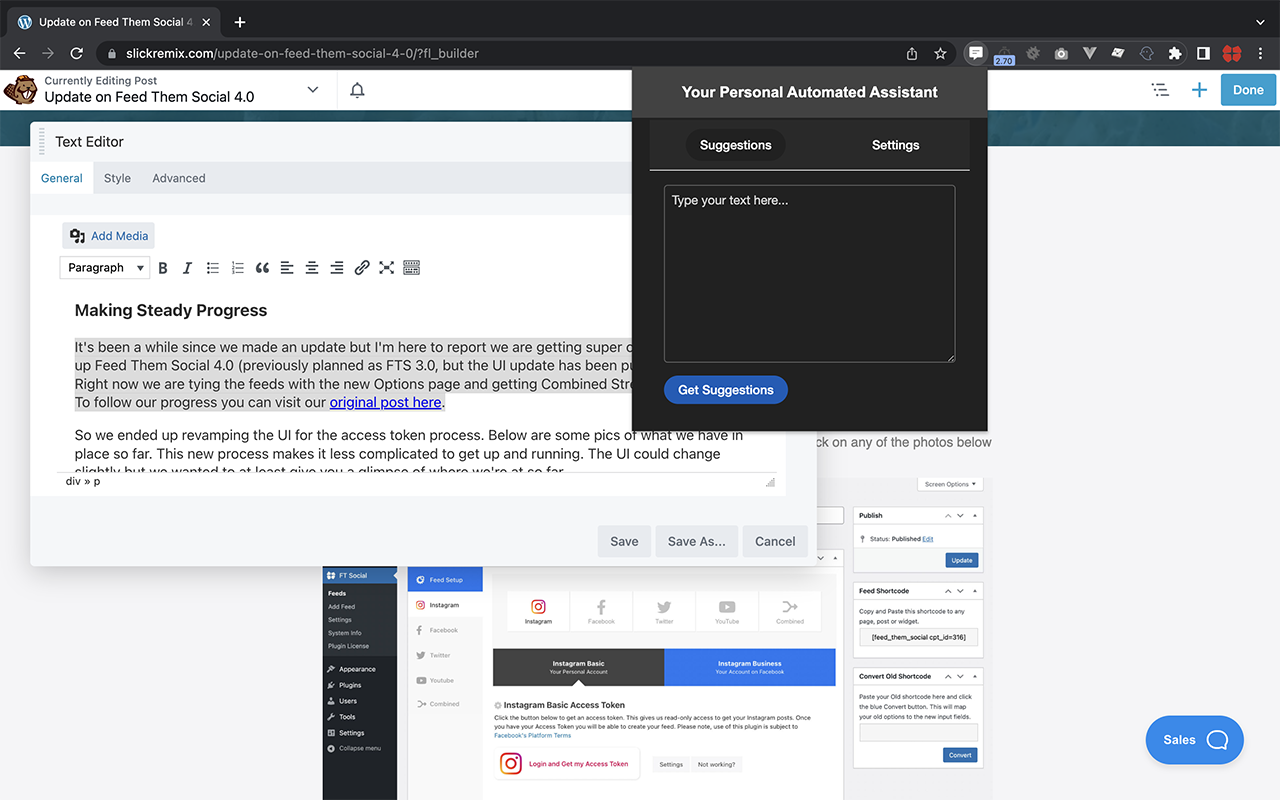 Update on Feed Them Social 4
slickremix.com/update-on-feed-them-social-4-0/?fl_builder
2.70
Currently Editing Post
Update on Feed Them Social 4.0
Done
Your Personal Automated Assistant
Suggestions Settings
Type your text here...
Get Suggestions
Text Editor
General Style Advanced
Add Media
Paragraph
Making Steady Progress
It's been a while since we made an update but I'm here to report we are getting super
up Feed Them Social 4.0 (previously planned as FTS 3.0, but the UI update has been
Right now we are tying the feeds with the new Options page and getting Combined
To follow our progress you can visit our original post here.
So we ended up revamping the UI for the access token process. Below are some pics of what we have in
place so far. This new process makes it less complicated to get up and running. The UI could change
slightly but we wanted to at least give you a glimpse of where we're at so far.
div » p
Save Save As... Cancel
ck on any of the photos below
Screen Options
Publish
Status: Published Edit
Update
Feed Shortcode
Copy and Paste this shortcode to any
page, post or widget.
[feed_them_social cpt_id=316]
Convert Old Shortcode
Paste your Old shortcode here and click
the blue Convert button. This will map
your old options to the new input fields.
Convert
FT Social
Feeds
Add Feed
Settings
System Info
Plugin License
Appearance
Plugins
Users
Tools
Settings
Collapse menu
Feed Setup
Instagram
Facebook
Twitter
Youtube
Combined
Instagram Facebook Twitter YouTube Combined
Instagram Basic
Your Personal Account
Instagram Business
Your Account on Facebook
Instagram Basic Access Token
Click the button below to get an access token. This gives us read-only access to get your Instagram posts. Once
you have your Access Token you will be able to create your feed. Please note, use of this plugin is subject to
Facebook's Platform Terms
Login and Get my Access Token
Settings Not working?
Sales